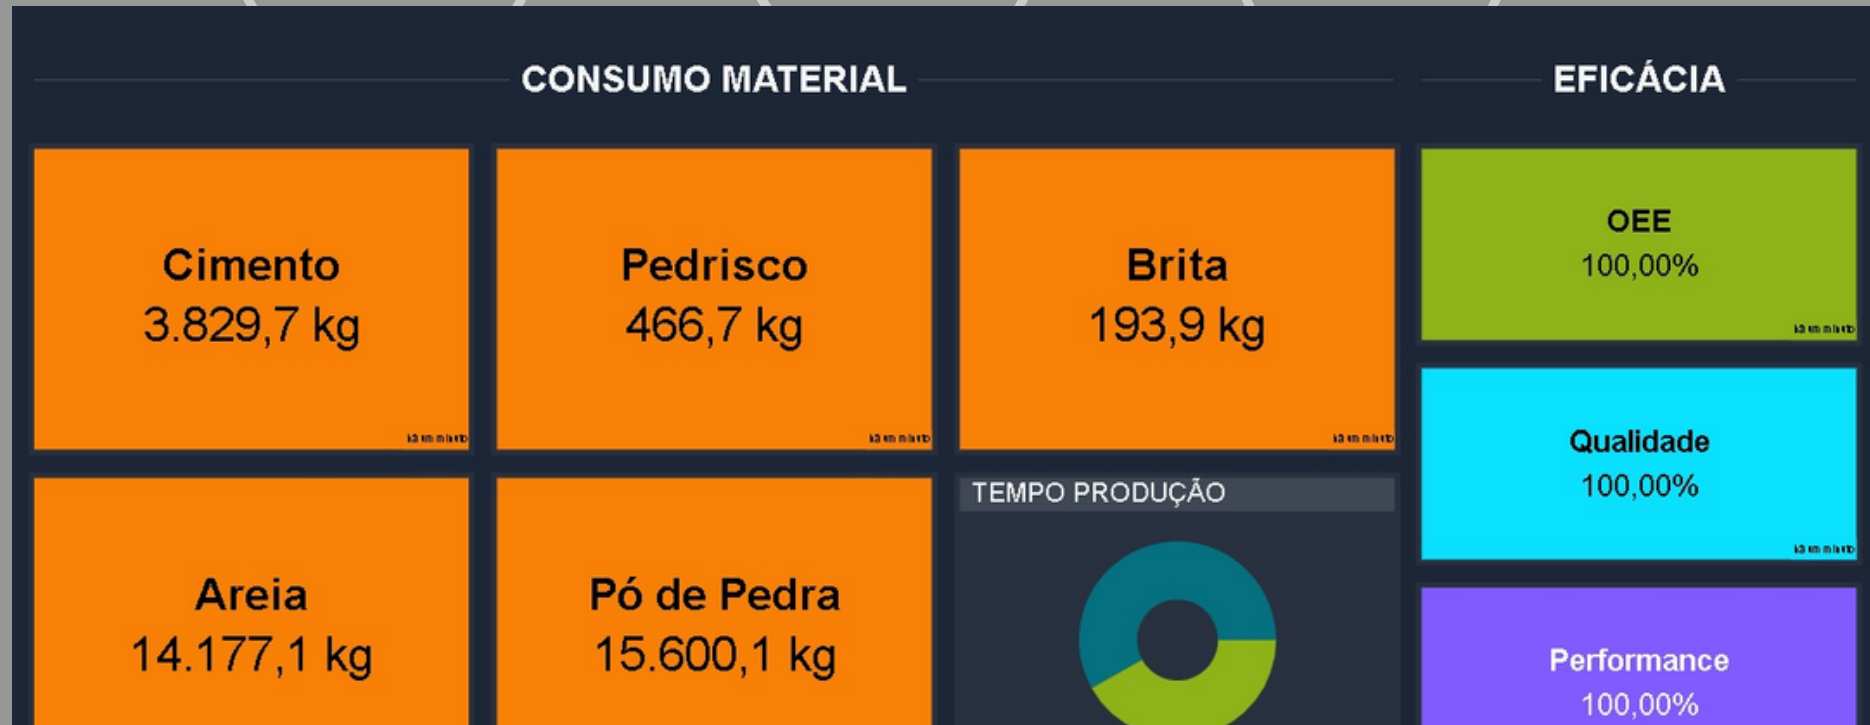 CONSUMO MATERIAL
EFICÁCIA
Cimento
3.829,7 kg
Pedrisco
466,7 kg
Brita
193,9 kg
OEE
100,00%
Qualidade
100,00%
Areia
14.177,1 kg
Pó de Pedra
15.600,1 kg
TEMPO PRODUÇÃO
Performance
100,00%